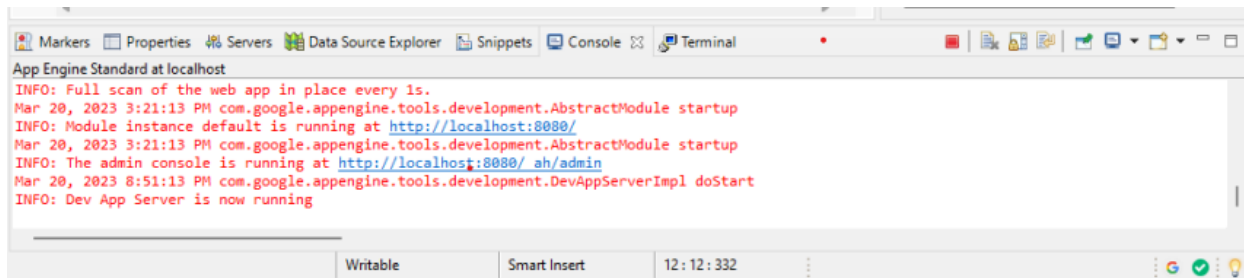 Markers Properties Servers Data Source Explorer Snippets Console Terminal
App Engine Standard at localhost
INFO: Full scan of the web app in place every 1s.
Mar 20, 2023 3:21:13 PM com.google.appengine.tools.development.AbstractModule startup
INFO: Module instance default is running at http://localhost:8080/
Mar 20, 2023 3:21:13 PM com.google.appengine.tools.development.AbstractModule startup
INFO: The admin console is running at http://localhost:8080/_ah/admin
Mar 20, 2023 8:51:13 PM com.google.appengine.tools.development.DevAppServerImpl doStart
INFO: Dev App Server is now running
Writable Smart Insert 12:12:332